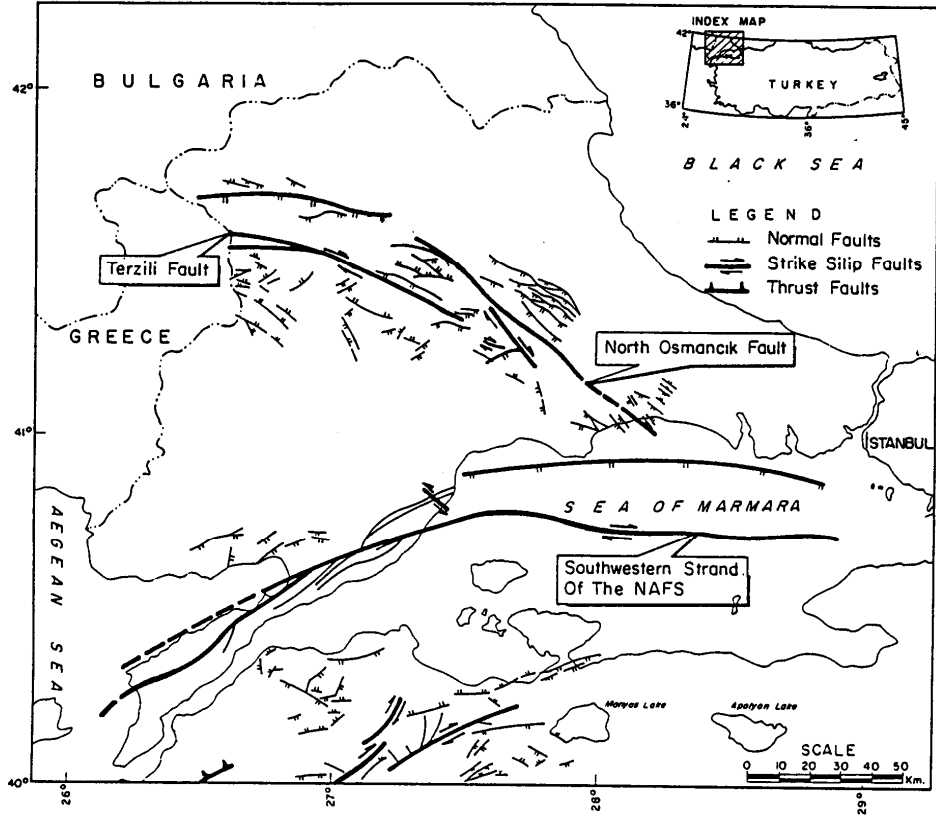 INDEX MAP
42°
36°
24°
36°
45°
TURKEY
BULGARIA
42°
BLACK SEA
LEGEND
Normal Faults
Strike Silip Faults
Thrust Faults
Terzili Fault
GREECE
North Osmancık Fault
41°
ISTANBUL
SEA OF MARMARA
AEGEAN SEA
Southwestern Strand
Of The NAFS
Manyas Lake
Apolyon Lake
SCALE
0 10 20 30 40 50
Km.
40°
26°
27°
28°
29°